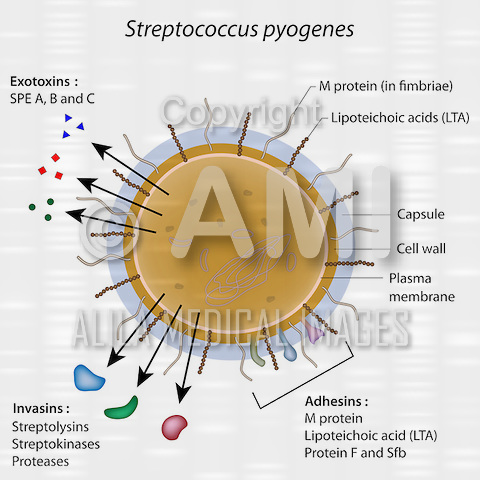 Streptococcus pyogenes
Exotoxins :
SPE A, B and C
M protein (in fimbriae)
Lipoteichoic acids (LTA)
Copyright
© AMI
Capsule
Cell wall
Plasma
membrane
ALILA MEDICAL IMAGES
Invasins :
Streptolysins
Streptokinases
Proteases
Adhesins :
M protein
Lipoteichoic acid (LTA)
Protein F and Sfb